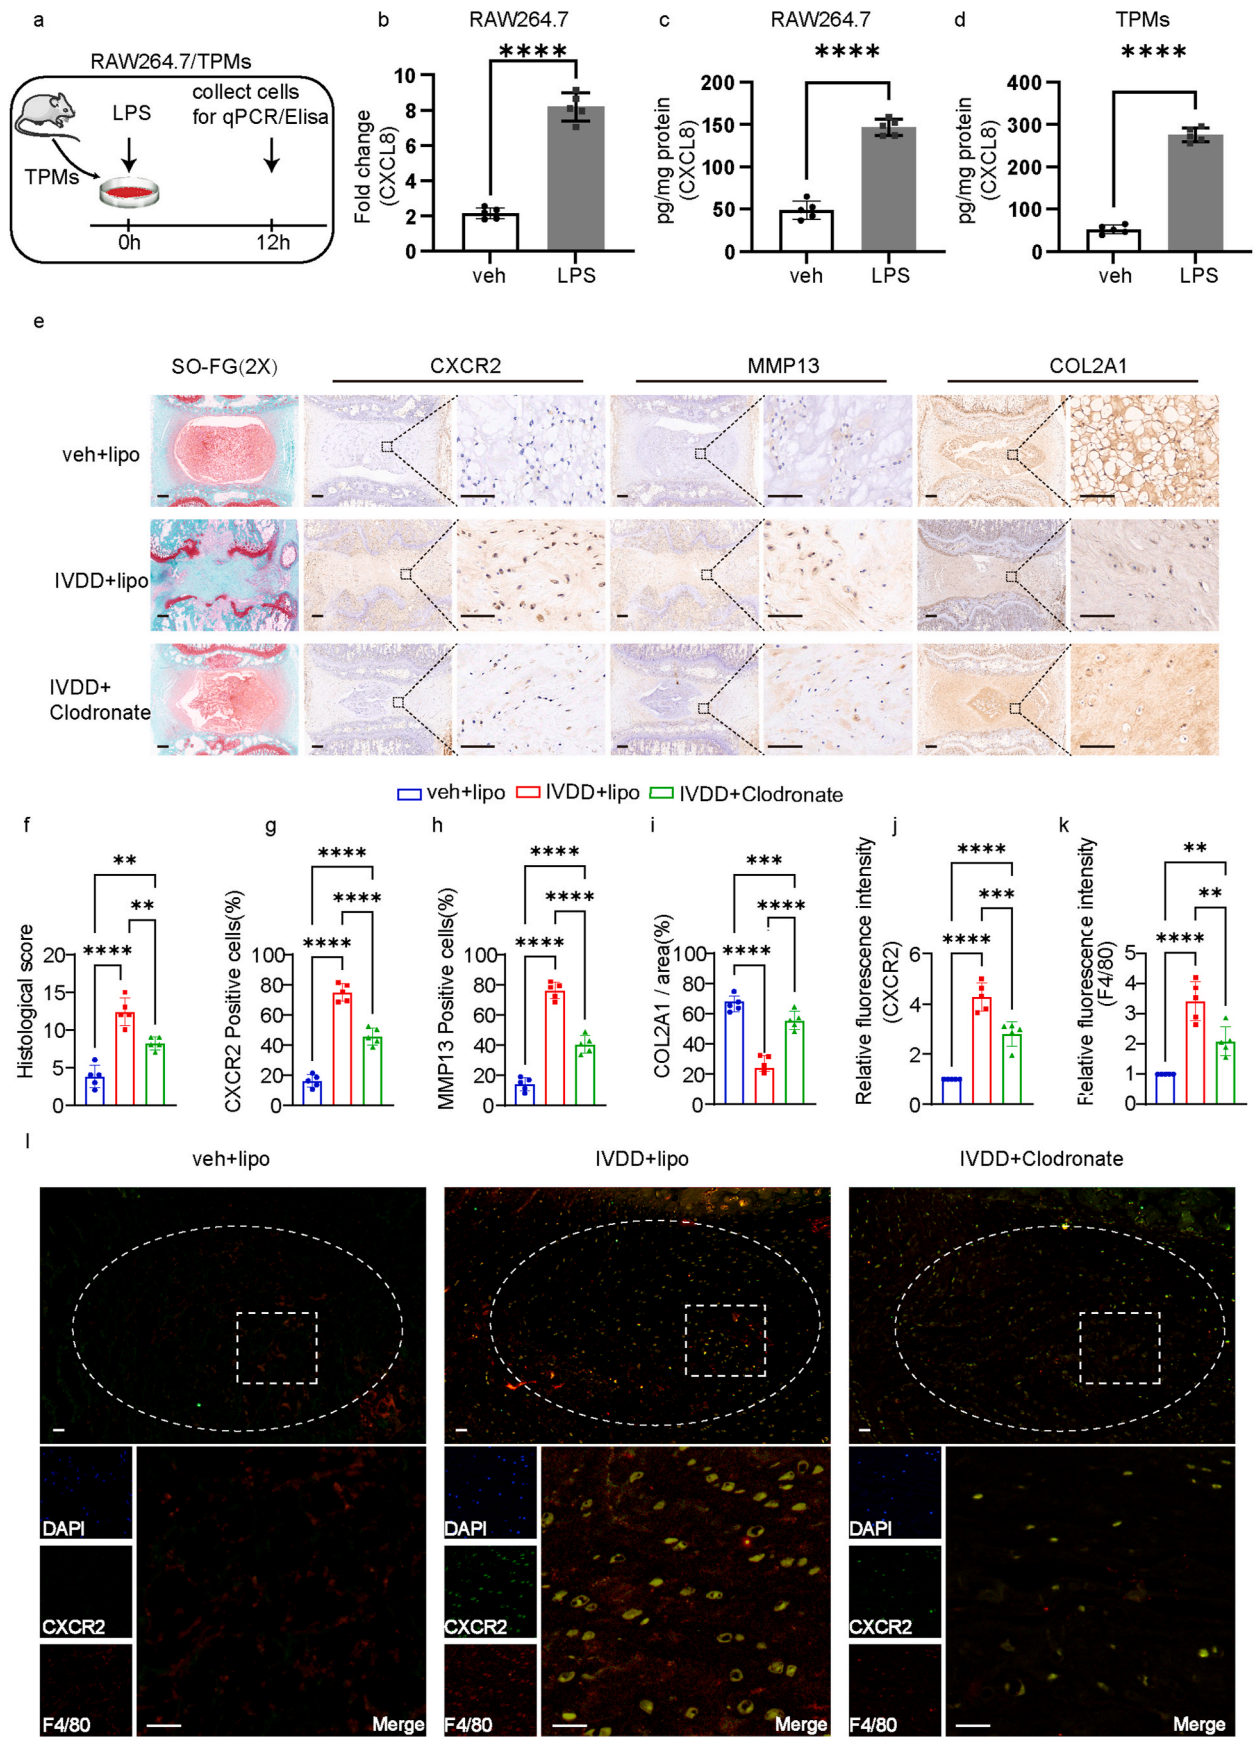 a
RAW264.7/TPMs
LPS
collect cells
for qPCR/Elisa
TPMs
0h
12h
b
RAW264.7
****
Fold change
(CXCL8)
10
8
6
4
2
0
veh
LPS
c
RAW264.7
****
pg/mg protein
(CXCL8)
200
150
100
50
0
veh
LPS
d
TPMs
****
pg/mg protein
(CXCL8)
400
300
200
100
0
veh
LPS
e
SO-FG(2X)
CXCR2
MMP13
COL2A1
veh+lipo
IVDD+lipo
IVDD+
Clodronate
veh+lipo
IVDD+lipo
IVDD+Clodronate
f
**
**
****
Histological score
20
15
10
5
0
g
****
****
****
CXCR2 Positive cells(%)
100
80
60
40
20
0
h
****
****
****
MMP13 Positive cells(%)
100
80
60
40
20
0
i
***
****
****
COL2A1 / area(%)
100
80
60
40
20
0
j
****
***
****
Relative fluorescence intensity
(CXCR2)
6
4
2
0
k
**
**
****
Relative fluorescence intensity
(F4/80)
5
4
3
2
1
0
l
veh+lipo
IVDD+lipo
IVDD+Clodronate
DAPI
CXCR2
F4/80
Merge
DAPI
CXCR2
F4/80
Merge
DAPI
CXCR2
F4/80
Merge